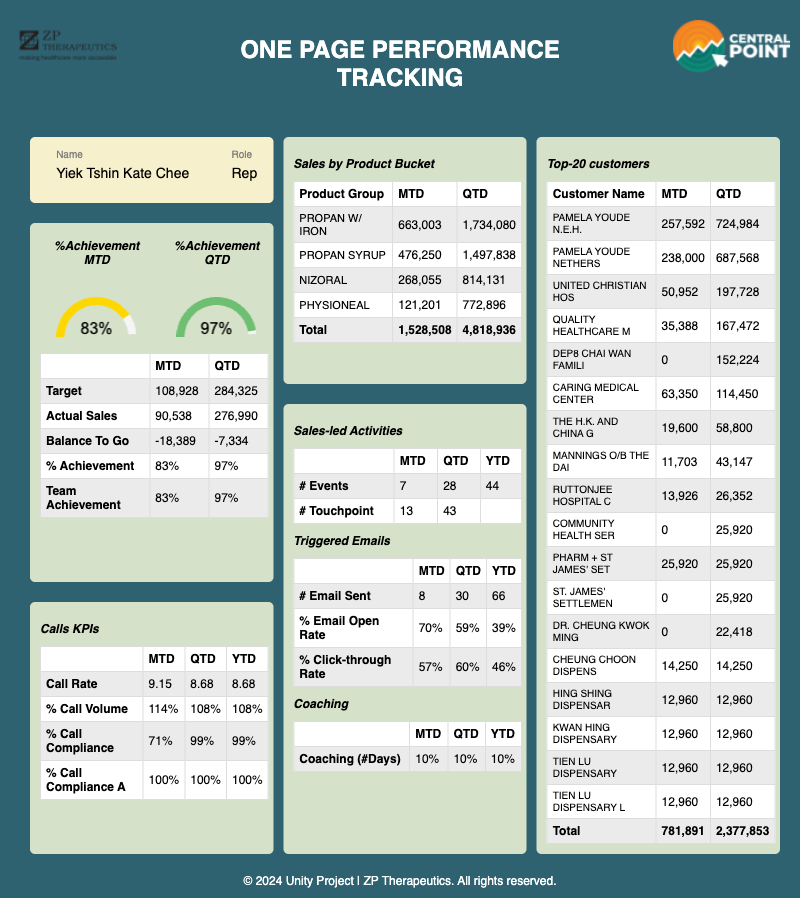 ZP
THERAPEUTICS
making healthcare more accessible
ONE PAGE PERFORMANCE
TRACKING
CENTRAL
POINT
Name Role
Yiek Tshin Kate Chee Rep
%Achievement MTD %Achievement QTD
83% 97%
MTD QTD
Target 108,928 284,325
Actual Sales 90,538 276,990
Balance To Go -18,389 -7,334
% Achievement 83% 97%
Team Achievement 83% 97%
Calls KPIs
MTD QTD YTD
Call Rate 9.15 8.68 8.68
% Call Volume 114% 108% 108%
% Call Compliance 71% 99% 99%
% Call Compliance A 100% 100% 100%
Sales by Product Bucket
Product Group MTD QTD
PROPAN W/ IRON 663,003 1,734,080
PROPAN SYRUP 476,250 1,497,838
NIZORAL 268,055 814,131
PHYSIONEAL 121,201 772,896
Total 1,528,508 4,818,936
Sales-led Activities
MTD QTD YTD
# Events 7 28 44
# Touchpoint 13 43
Triggered Emails
MTD QTD YTD
# Email Sent 8 30 66
% Email Open Rate 70% 59% 39%
% Click-through Rate 57% 60% 46%
Coaching
MTD QTD YTD
Coaching (#Days) 10% 10% 10%
Top-20 customers
Customer Name MTD QTD
PAMELA YOUDE N.E.H. 257,592 724,984
PAMELA YOUDE NETHERS 238,000 687,568
UNITED CHRISTIAN HOS 50,952 197,728
QUALITY HEALTHCARE M 35,388 167,472
DEP8 CHAI WAN FAMILI 0 152,224
CARING MEDICAL CENTER 63,350 114,450
THE H.K. AND CHINA G 19,600 58,800
MANNINGS O/B THE DAI 11,703 43,147
RUTTONJEE HOSPITAL C 13,926 26,352
COMMUNITY HEALTH SER 0 25,920
PHARM + ST JAMES' SET 25,920 25,920
ST. JAMES' SETTLEMEN 0 25,920
DR. CHEUNG KWOK MING 0 22,418
CHEUNG CHOON DISPENS 14,250 14,250
HING SHING DISPENSAR 12,960 12,960
KWAN HING DISPENSARY 12,960 12,960
TIEN LU DISPENSARY 12,960 12,960
TIEN LU DISPENSARY L 12,960 12,960
Total 781,891 2,377,853
© 2024 Unity Project | ZP Therapeutics. All rights reserved.